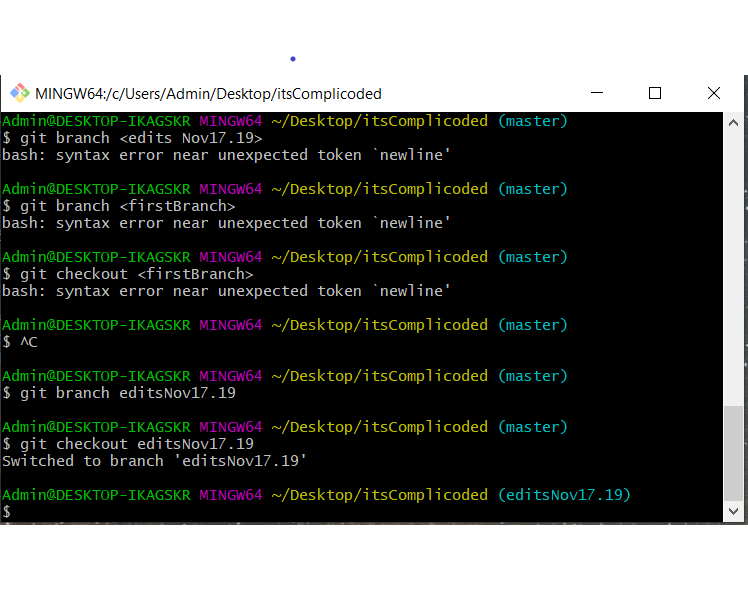 MINGW64:/c/Users/Admin/Desktop/itsComplicoded
Admin@DESKTOP-IKAGSKR MINGW64 ~/Desktop/itsComplicoded (master)
$ git branch <edits Nov17.19>
bash: syntax error near unexpected token `newline'
Admin@DESKTOP-IKAGSKR MINGW64 ~/Desktop/itsComplicoded (master)
$ git branch <firstBranch>
bash: syntax error near unexpected token `newline'
Admin@DESKTOP-IKAGSKR MINGW64 ~/Desktop/itsComplicoded (master)
$ git checkout <firstBranch>
bash: syntax error near unexpected token `newline'
Admin@DESKTOP-IKAGSKR MINGW64 ~/Desktop/itsComplicoded (master)
$ ^C
Admin@DESKTOP-IKAGSKR MINGW64 ~/Desktop/itsComplicoded (master)
$ git branch editsNov17.19
Admin@DESKTOP-IKAGSKR MINGW64 ~/Desktop/itsComplicoded (master)
$ git checkout editsNov17.19
Switched to branch 'editsNov17.19'
Admin@DESKTOP-IKAGSKR MINGW64 ~/Desktop/itsComplicoded (editsNov17.19)
$